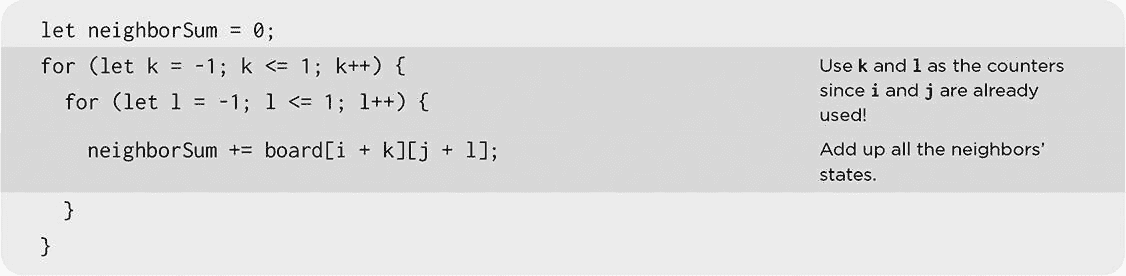 let neighborSum = 0;
for (let k = -1; k <= 1; k++) {
Use k and l as the counters
since i and j are already
used!
for (let l = -1; l <= 1; l++) {
neighborSum += board[i + k][j + l];
Add up all the neighbors’
states.
}
}